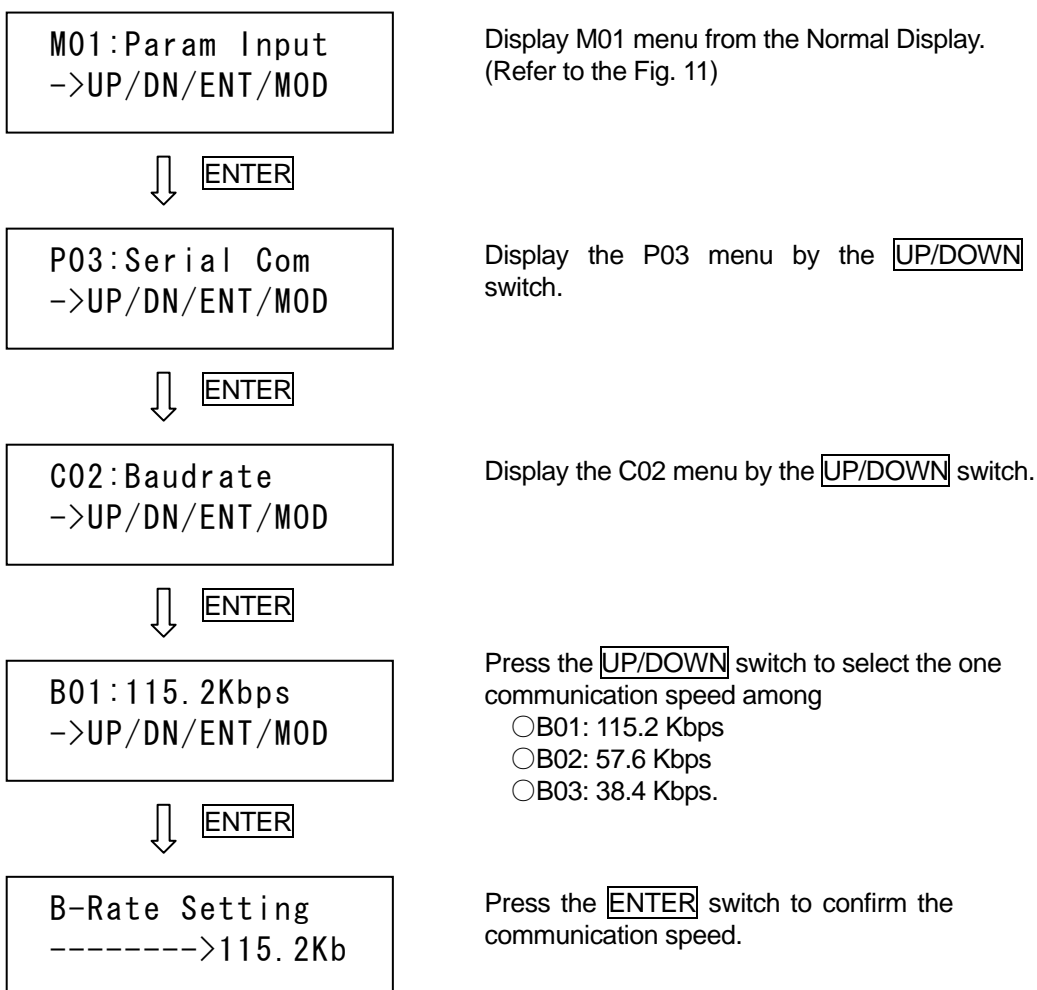 M01:Param Input
->UP/DN/ENT/MOD
Display M01 menu from the Normal Display.
(Refer to the Fig. 11)
ENTER
P03:Serial Com
->UP/DN/ENT/MOD
Display the P03 menu by the UP/DOWN
switch.
ENTER
C02:Baudrate
->UP/DN/ENT/MOD
Display the C02 menu by the UP/DOWN switch.
ENTER
B01:115.2Kbps
->UP/DN/ENT/MOD
Press the UP/DOWN switch to select the one
communication speed among
○B01: 115.2 Kbps
○B02: 57.6 Kbps
○B03: 38.4 Kbps.
ENTER
B-Rate Setting
-------->115.2Kb
Press the ENTER switch to confirm the
communication speed.